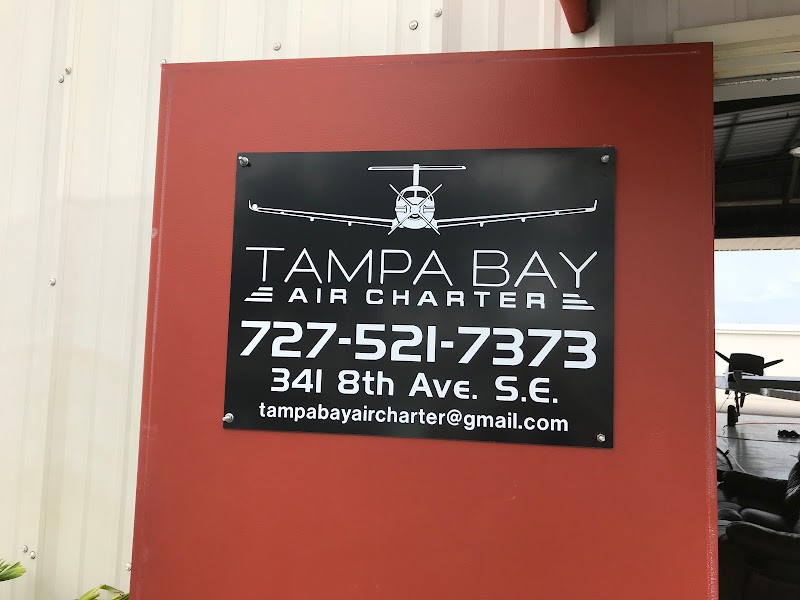 TAMPA BAY
AIR CHARTER
727-521-7373
341 8th Ave. S.E.
tampabayaircharter@gmail.com